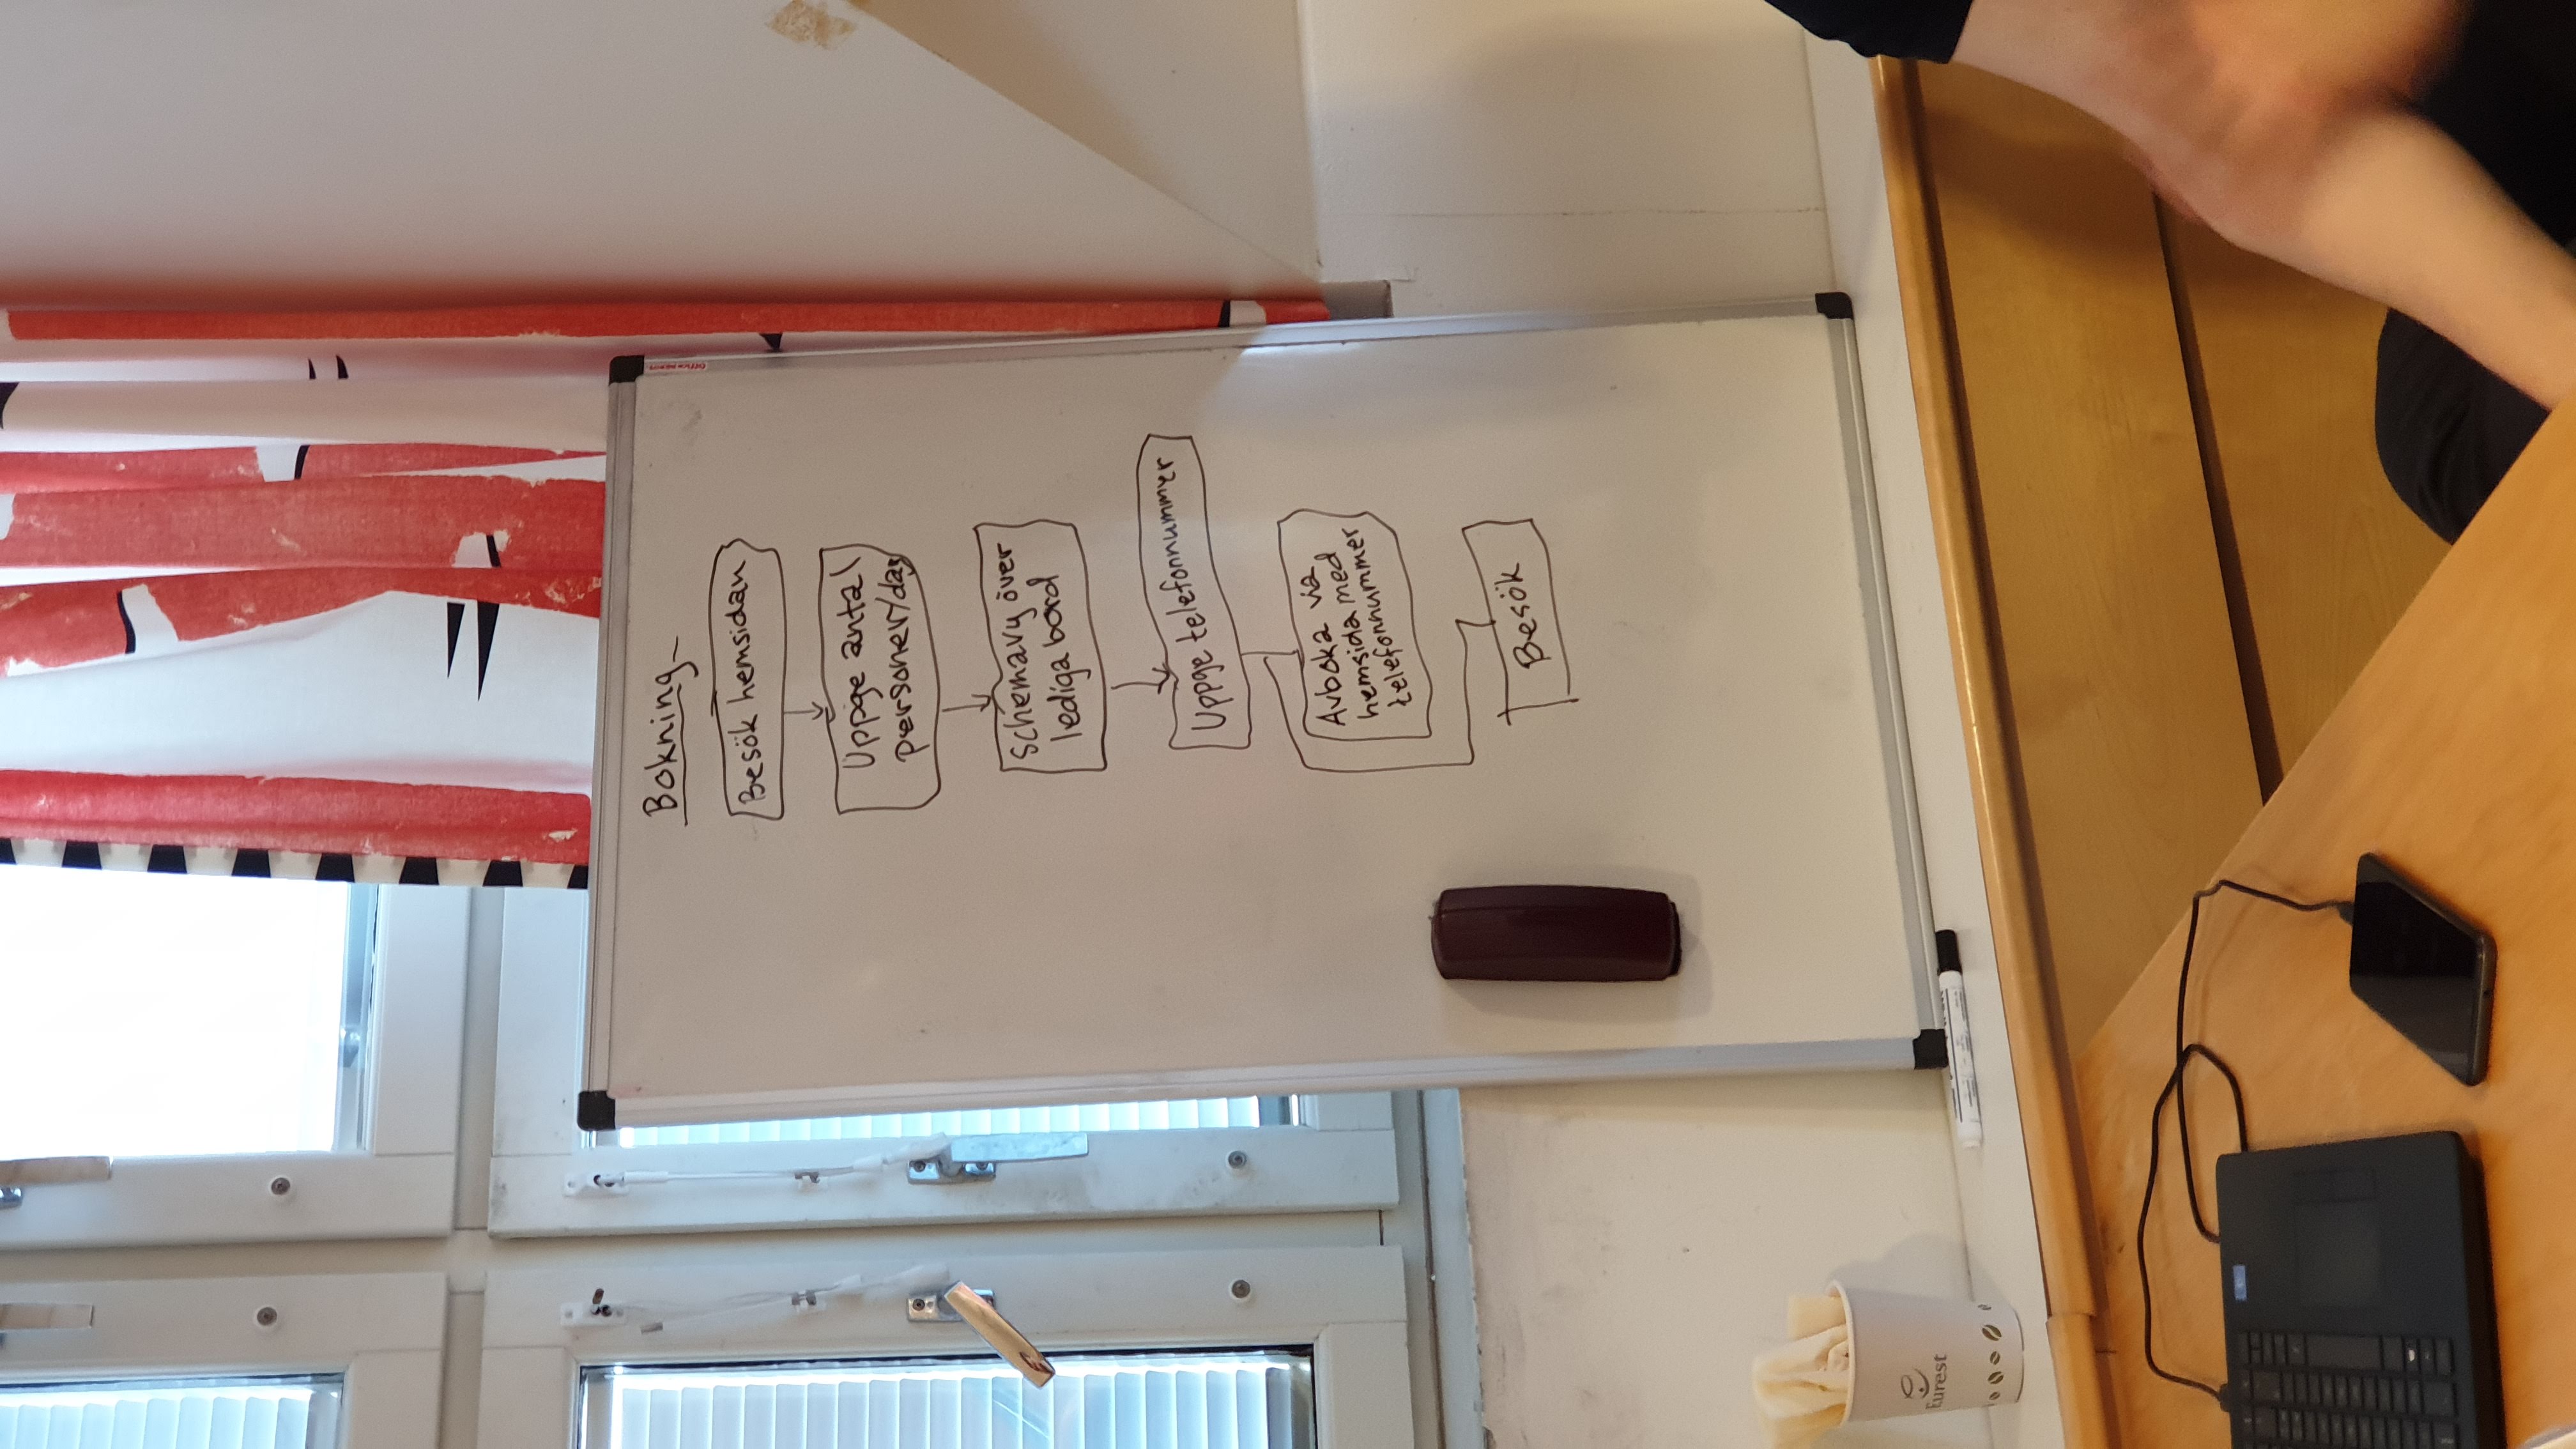 Bokning
Besök hemsidan
Uppge antal
personer/dag
Schemavy över
lediga bord
Uppge telefonnummer
Avboka via
hemsida med
telefonnummer
Besök
Eurest